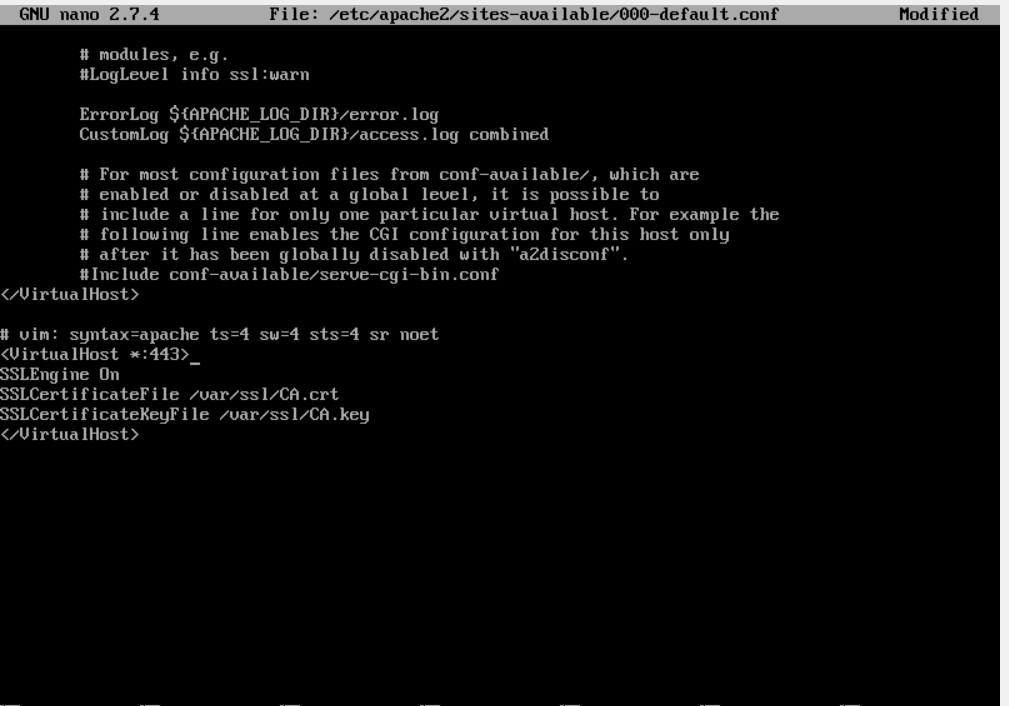 GNU nano 2.7.4 File: /etc/apache2/sites-available/000-default.conf Modified
# modules, e.g.
#LogLevel info ssl:warn
ErrorLog ${APACHE_LOG_DIR}/error.log
CustomLog ${APACHE_LOG_DIR}/access.log combined
# For most configuration files from conf-available/, which are
# enabled or disabled at a global level, it is possible to
# include a line for only one particular virtual host. For example the
# following line enables the CGI configuration for this host only
# after it has been globally disabled with "a2disconf".
#Include conf-available/serve-cgi-bin.conf
</VirtualHost>
# vim: syntax=apache ts=4 sw=4 sts=4 sr noet
<VirtualHost *:443>_
SSLEngine On
SSLCertificateFile /var/ssl/CA.crt
SSLCertificateKeyFile /var/ssl/CA.key
</VirtualHost>